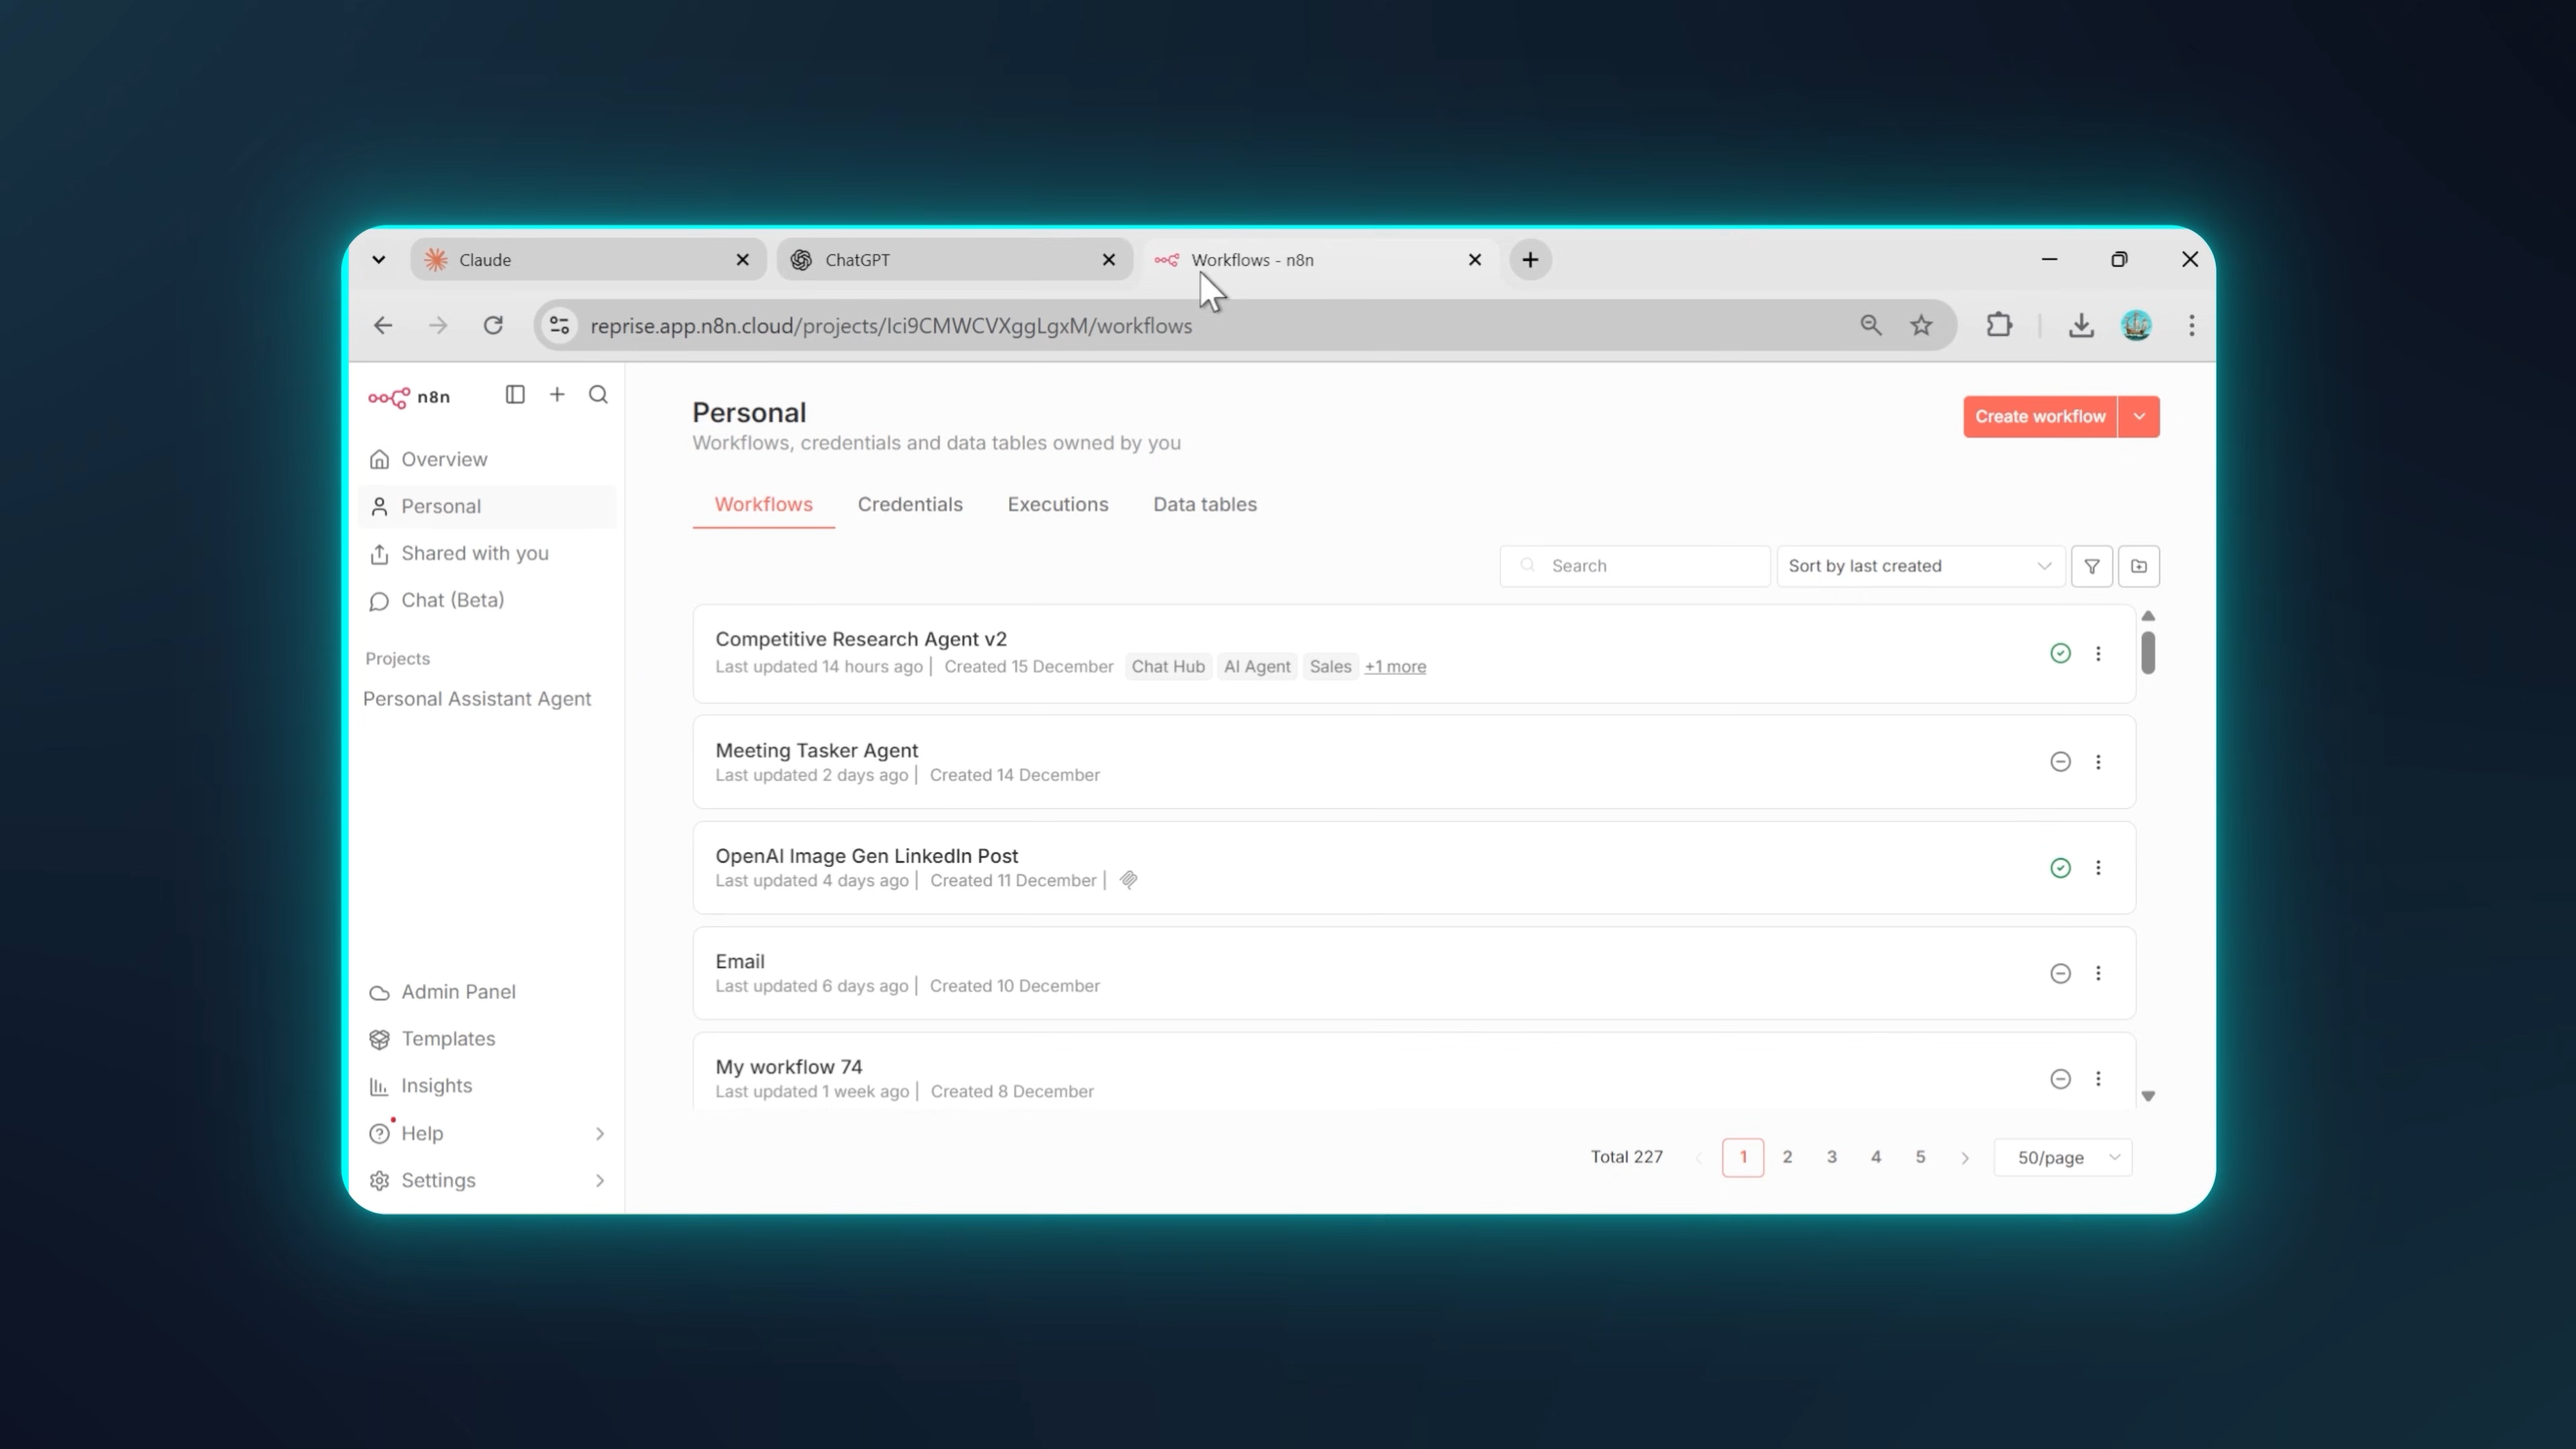 Claude
ChatGPT
Workflows - n8n
reprise.app.n8n.cloud/projects/Ici9CMWCVXggLgxM/workflows
n8n
Overview
Personal
Shared with you
Chat (Beta)
Projects
Personal Assistant Agent
Admin Panel
Templates
Insights
Help
Settings
Personal
Workflows, credentials and data tables owned by you
Create workflow
Workflows Credentials Executions Data tables
Search
Sort by last created
Competitive Research Agent v2
Last updated 14 hours ago | Created 15 December Chat Hub AI Agent Sales +1 more
Meeting Tasker Agent
Last updated 2 days ago | Created 14 December
OpenAI Image Gen LinkedIn Post
Last updated 4 days ago | Created 11 December |
Email
Last updated 6 days ago | Created 10 December
My workflow 74
Last updated 1 week ago | Created 8 December
Total 227 1 2 3 4 5 50/page